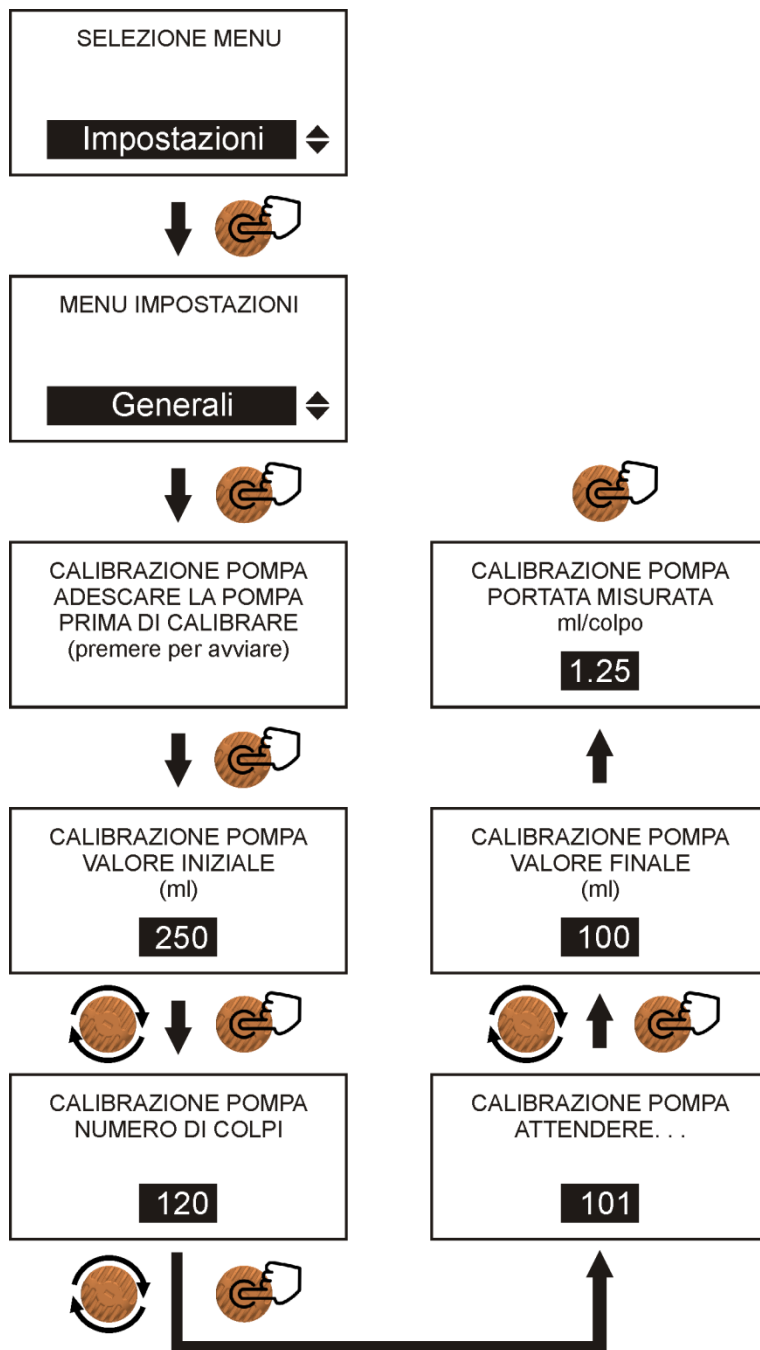 SELEZIONE MENU
Impostazioni
MENU IMPOSTAZIONI
Generali
CALIBRAZIONE POMPA
ADESCARE LA POMPA
PRIMA DI CALIBRARE
(premere per avviare)
CALIBRAZIONE POMPA
VALORE INIZIALE
(ml)
250
CALIBRAZIONE POMPA
NUMERO DI COLPI
120
CALIBRAZIONE POMPA
ATTENDERE. . .
101
CALIBRAZIONE POMPA
VALORE FINALE
(ml)
100
CALIBRAZIONE POMPA
PORTATA MISURATA
ml/colpo
1.25